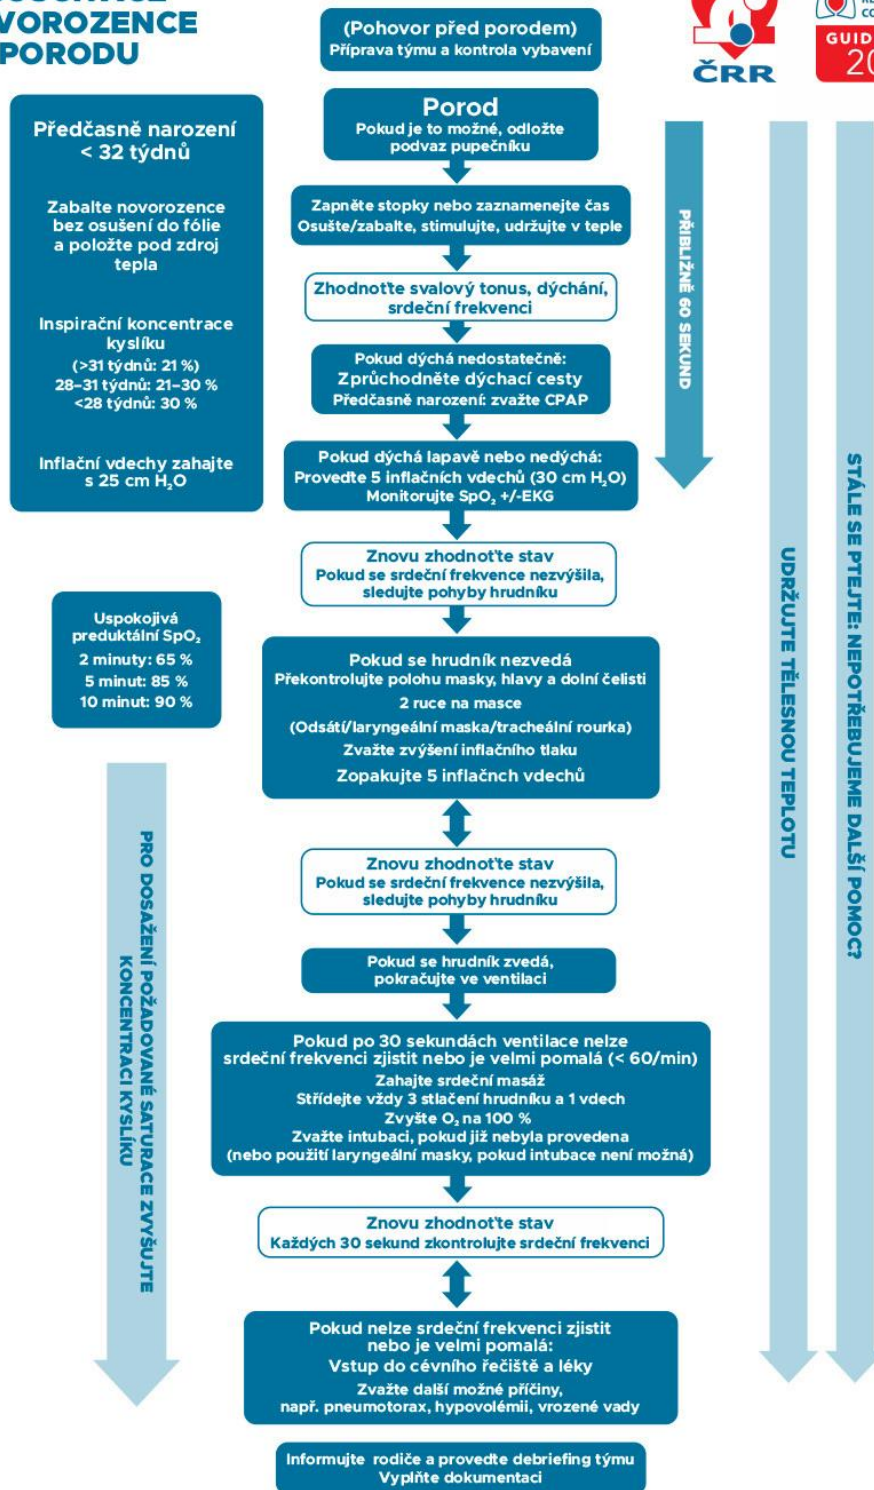 VOROZENCE
PORODU
(Pohovor před porodem)
Příprava týmu a kontrola vybavení
ČRR
GUID
20
Předčasně narození
< 32 týdnů
Zabalte novorozence
bez osušení do fólie
a položte pod zdroj
tepla
Inspirační koncentrace
kyslíku
(>31 týdnů: 21 %)
28–31 týdnů: 21–30 %
<28 týdnů: 30 %
Inflační vdechy zahajte
s 25 cm H₂O
Porod
Pokud je to možné, odložte
podvaz pupečníku
Zapněte stopky nebo zaznamenejte čas
Osušte/zabalte, stimulujte, udržujte v teple
Zhodnoťte svalový tonus, dýchání,
srdeční frekvenci
Pokud dýchá nedostatečně:
Zprůchodněte dýchací cesty
Předčasně narození: zvažte CPAP
Pokud dýchá lapavě nebo nedýchá:
Proveďte 5 inflačních vdechů (30 cm H₂O)
Monitorujte SpO₂ +/-EKG
PŘIBLIŽNĚ 60 SEKUND
Znovu zhodnoťte stav
Pokud se srdeční frekvence nezvýšila,
sledujte pohyby hrudníku
Uspokojivá
preduktální SpO₂
2 minuty: 65 %
5 minut: 85 %
10 minut: 90 %
Pokud se hrudník nezvedá
Překontrolujte polohu masky, hlavy a dolní čelisti
2 ruce na masce
(Odsátí/laryngeální maska/tracheální rourka)
Zvažte zvýšení inflačního tlaku
Zopakujte 5 inflačnch vdechů
Znovu zhodnoťte stav
Pokud se srdeční frekvence nezvýšila,
sledujte pohyby hrudníku
Pokud se hrudník zvedá,
pokračujte ve ventilaci
Pokud po 30 sekundách ventilace nelze
srdeční frekvenci zjistit nebo je velmi pomalá (< 60/min)
Zahajte srdeční masáž
Střídejte vždy 3 stlačení hrudníku a 1 vdech
Zvyšte O₂ na 100 %
Zvažte intubaci, pokud již nebyla provedena
(nebo použití laryngeální masky, pokud intubace není možná)
Znovu zhodnoťte stav
Každých 30 sekund zkontrolujte srdeční frekvenci
Pokud nelze srdeční frekvenci zjistit
nebo je velmi pomalá:
Vstup do cévního řečiště a léky
Zvažte další možné příčiny,
např. pneumotorax, hypovolémii, vrozené vady
Informujte rodiče a proveďte debriefing týmu
Vyplňte dokumentaci
PRO DOSAŽENÍ POŽADOVANÉ SATURACE ZVYŠUJTE
KONCENTRACI KYSLÍKU
UDRŽUJTE TĚLESNOU TEPLOTU
STÁLE SE PTEJTE: NEPOTŘEBUJEME DALŠÍ POMOC?